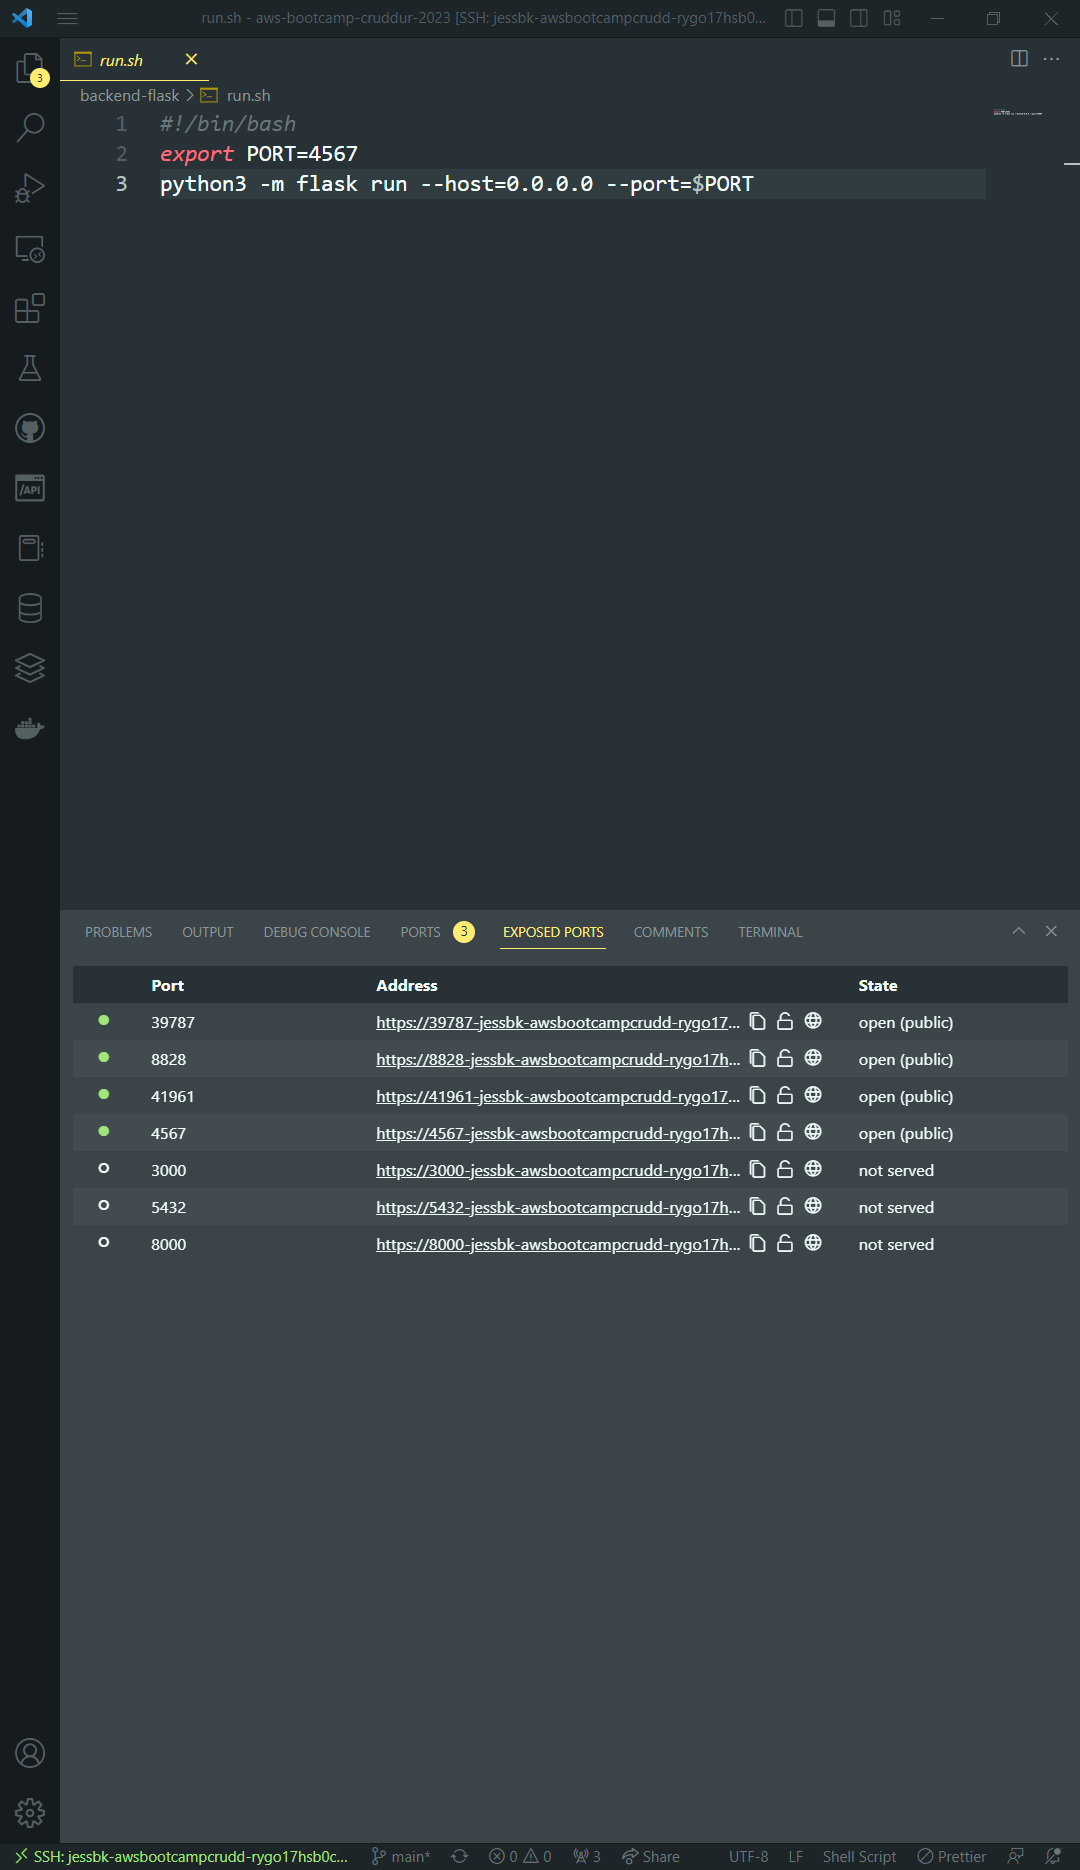 run.sh - aws-bootcamp-cruddur-2023 [SSH: jessbk-awsbootcampcrudd-rygo17hsb0...
3
run.sh
backend-flask > run.sh
1 #!/bin/bash
2 export PORT=4567
3 python3 -m flask run --host=0.0.0.0 --port=$PORT
/API
PROBLEMS OUTPUT DEBUG CONSOLE PORTS 3 EXPOSED PORTS COMMENTS TERMINAL
Port Address State
39787 https://39787-jessbk-awsbootcampcrudd-rygo17... open (public)
8828 https://8828-jessbk-awsbootcampcrudd-rygo17h... open (public)
41961 https://41961-jessbk-awsbootcampcrudd-rygo17... open (public)
4567 https://4567-jessbk-awsbootcampcrudd-rygo17h... open (public)
3000 https://3000-jessbk-awsbootcampcrudd-rygo17h... not served
5432 https://5432-jessbk-awsbootcampcrudd-rygo17h... not served
8000 https://8000-jessbk-awsbootcampcrudd-rygo17h... not served
SSH: jessbk-awsbootcampcrudd-rygo17hsb0c... main* 0 0 3 Share UTF-8 LF Shell Script Prettier